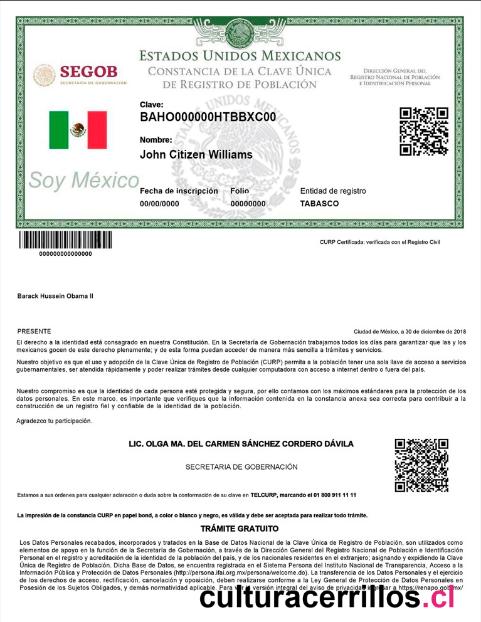 ESTADOS UNIDOS MEXICANOS
CONSTANCIA DE LA CLAVE ÚNICA
DE REGISTRO DE POBLACIÓN
SEGOB
SECRETARÍA DE GOBERNACIÓN
DIRECCIÓN GENERAL DEL
REGISTRO NACIONAL DE POBLACIÓN
E IDENTIFICACIÓN PERSONAL
Clave:
BAHO000000HTBBXC00
Nombre:
John Citizen Williams
Soy México
Fecha de inscripción Folio Entidad de registro
00/00/0000 00000000 TABASCO
000000000000000
CURP Certificada: verificada con el Registro Civil
Barack Hussein Obama II
PRESENTE
Ciudad de México, a 30 de diciembre de 2018
El derecho a la identidad está consagrado en nuestra Constitución. En la Secretaría de Gobernación trabajamos todos los días para garantizar que las y los
mexicanos gocen de este derecho plenamente; y de esta forma puedan acceder de manera más sencilla a trámites y servicios.
Nuestro objetivo es que el uso y adopción de la Clave Única de Registro de Población (CURP) permita a la población tener una sola llave de acceso a servicios
gubernamentales, ser atendida rápidamente y poder realizar trámites desde cualquier computadora con acceso a internet dentro o fuera del país.
Nuestro compromiso es que la identidad de cada persona esté protegida y segura, por ello contamos con los máximos estándares para la protección de los
datos personales. En este marco, es importante que verifiques que la información contenida en la constancia anexa sea correcta para contribuir a la
construcción de un registro fiel y confiable de la identidad de la población.
Agradezco tu participación.
LIC. OLGA MA. DEL CARMEN SÁNCHEZ CORDERO DÁVILA
SECRETARIA DE GOBERNACIÓN
Estamos a sus órdenes para cualquier aclaración o duda sobre la conformación de su clave en TELCURP, marcando el 01 800 911 11 11
La impresión de la constancia CURP en papel bond, a color o blanco y negro, es válida y debe ser aceptada para realizar todo trámite.
TRÁMITE GRATUITO
Los Datos Personales recabados, incorporados y tratados en la Base de Datos Nacional de la Clave Única de Registro de Población, son utilizados como
elementos de apoyo en la función de la Secretaría de Gobernación, a través de la Dirección General del Registro Nacional de Población e Identificación
Personal en el registro y acreditación de la identidad de la población del país, y de los nacionales residentes en el extranjero; asignando y expidiendo la Clave
Única de Registro de Población. Dicha Base de Datos, se encuentra registrada en el Sistema Persona del Instituto Nacional de Transparencia, Acceso a la
Información Pública y Protección de Datos Personales (http://persona.ifai.org.mx/persona/welcome.do). La transferencia de los Datos Personales y el ejercicio
de los derechos de acceso, rectificación, cancelación y oposición, deben realizarse conforme a la Ley General de Protección de Datos Personales en
Posesión de los Sujetos Obligados, y demás normatividad aplicable. Para versión integral del aviso de privacidad a https://renapo.gob.mx/
culturacerrillos.cl